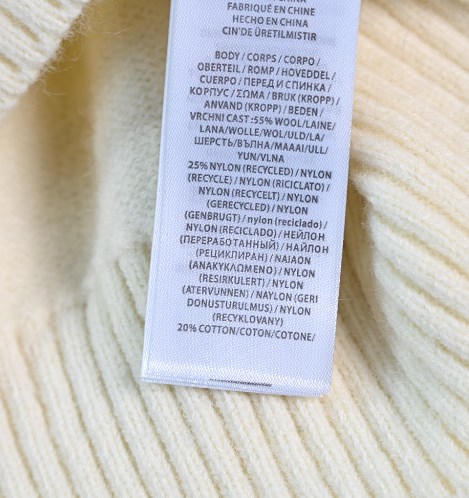 FABRIQUÉ EN CHINE
HECHO EN CHINA
CIN'DE ÜRETİLMİSTIR
BODY / CORPS / CORPO /
OBERTEIL / ROMP / HOVEDDEL /
CUERPO / ПЕРЕД И СПИНКА /
КОРПУС / ΣΩΜΑ / BRUK (KROPP) /
ANVAND (KROPP) / BEDEN /
VRCHNI CAST :55% WOOL/LAINE/
LANA/WOLLE/WOL/ULD/LA/
ШЕРСТЬ/ВЪЛНА/ΜΑΛΛΙ/ULL/
YUN/VLNA
25% NYLON (RECYCLED) / NYLON
(RECYCLE) / NYLON (RICICLATO) /
NYLON (RECYCELT) / NYLON
(GERECYCLED) / NYLON
(GENBRUGT) / nylon (reciclado) /
NYLON (RECICLADO) / НЕЙЛОН
(ПЕРЕРАБОТАННЫЙ) / НАЙЛОН
(РЕЦИКЛИРАН) / ΝΑΙΛΟΝ
(ΑΝΑΚΥΚΛΩΜΕΝΟ) / NYLON
(RESIRKULERT) / NYLON
(ATERVUNNEN) / NAYLON (GERI
DONUSTURULMUS) / NYLON
(RECYKLOVANY)
20% COTTON/COTON/COTONE/